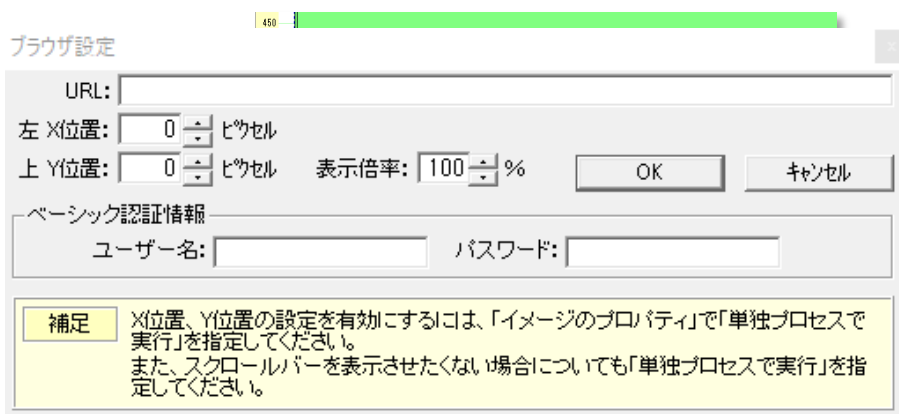 450
ブラウザ設定
x
URL:
左 X位置: 0 ピクセル
上 Y位置: 0 ピクセル 表示倍率: 100 % OK キャンセル
ベーシック認証情報
ユーザー名: パスワード:
補足 X位置、Y位置の設定を有効にするには、「イメージのプロパティ」で「単独プロセスで
実行」を指定してください。
また、スクロールバーを表示させたくない場合についても「単独プロセスで実行」を指
定してください。